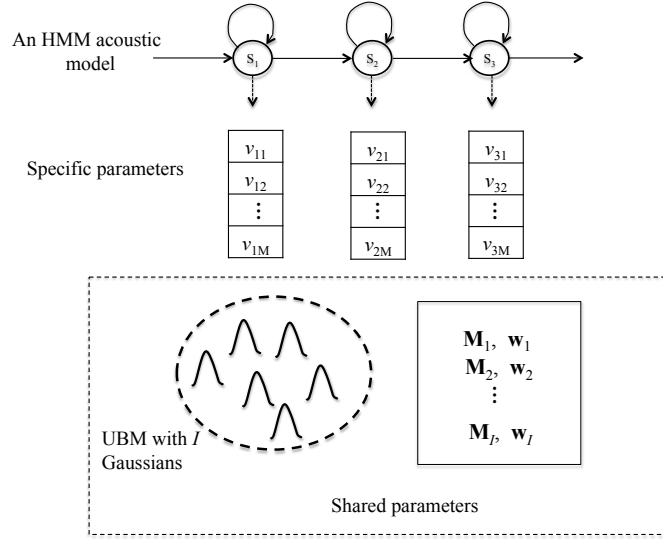 An HMM acoustic
model
S1 S2 S3
Specific parameters
v11 v21 v31
v12 v22 v32
⋮ ⋮ ⋮
v1M v2M v3M
M1, w1
M2, w2
⋮
MI, wI
UBM with I
Gaussians
Shared parameters